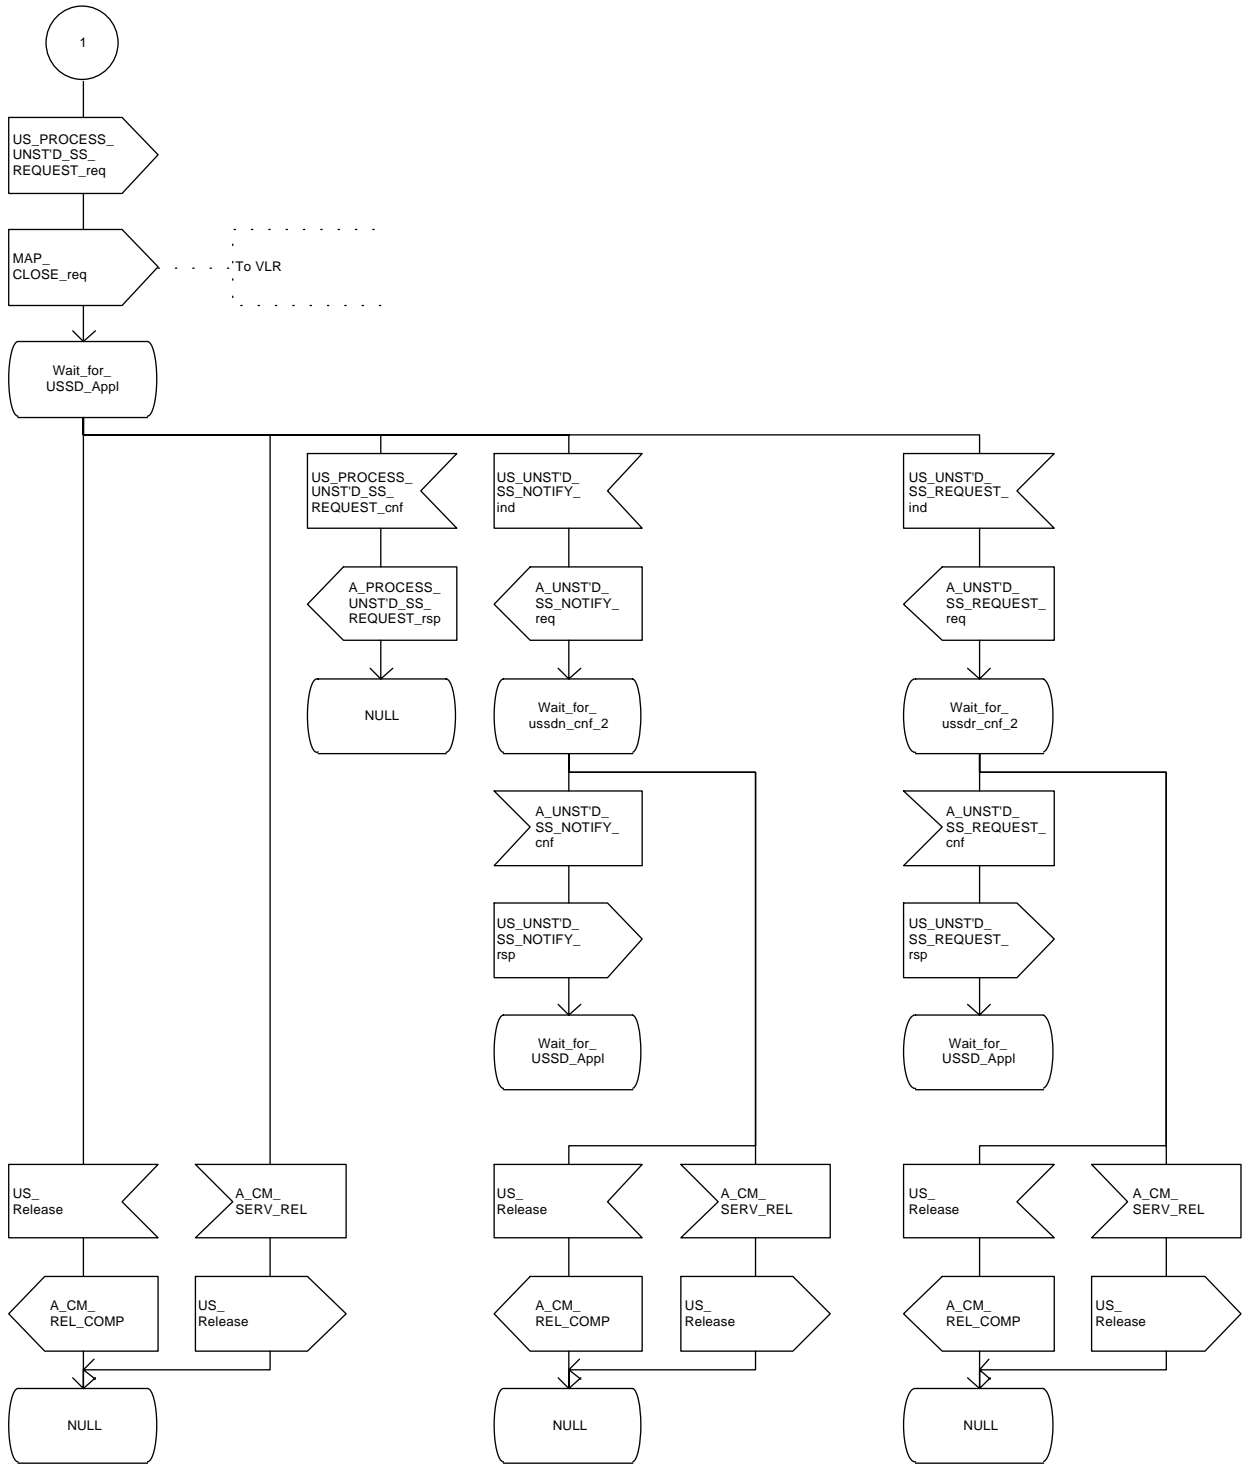 1
US_PROCESS_
UNST'D_SS_
REQUEST_req
MAP_
CLOSE_req
To VLR
Wait_for_
USSD_Appl
US_PROCESS_
UNST'D_SS_
REQUEST_cnf
US_UNST'D_
SS_NOTIFY_
ind
US_UNST'D_
SS_REQUEST_
ind
A_PROCESS_
UNST'D_SS_
REQUEST_rsp
A_UNST'D_
SS_NOTIFY_
req
A_UNST'D_
SS_REQUEST_
req
NULL
Wait_for_
ussdn_cnf_2
Wait_for_
ussdr_cnf_2
A_UNST'D_
SS_NOTIFY_
cnf
A_UNST'D_
SS_REQUEST_
cnf
US_UNST'D_
SS_NOTIFY_
rsp
US_UNST'D_
SS_REQUEST_
rsp
Wait_for_
USSD_Appl
Wait_for_
USSD_Appl
US_
Release
A_CM_
SERV_REL
US_
Release
A_CM_
SERV_REL
US_
Release
A_CM_
SERV_REL
A_CM_
REL_COMP
US_
Release
A_CM_
REL_COMP
US_
Release
A_CM_
REL_COMP
US_
Release
NULL
NULL
NULL